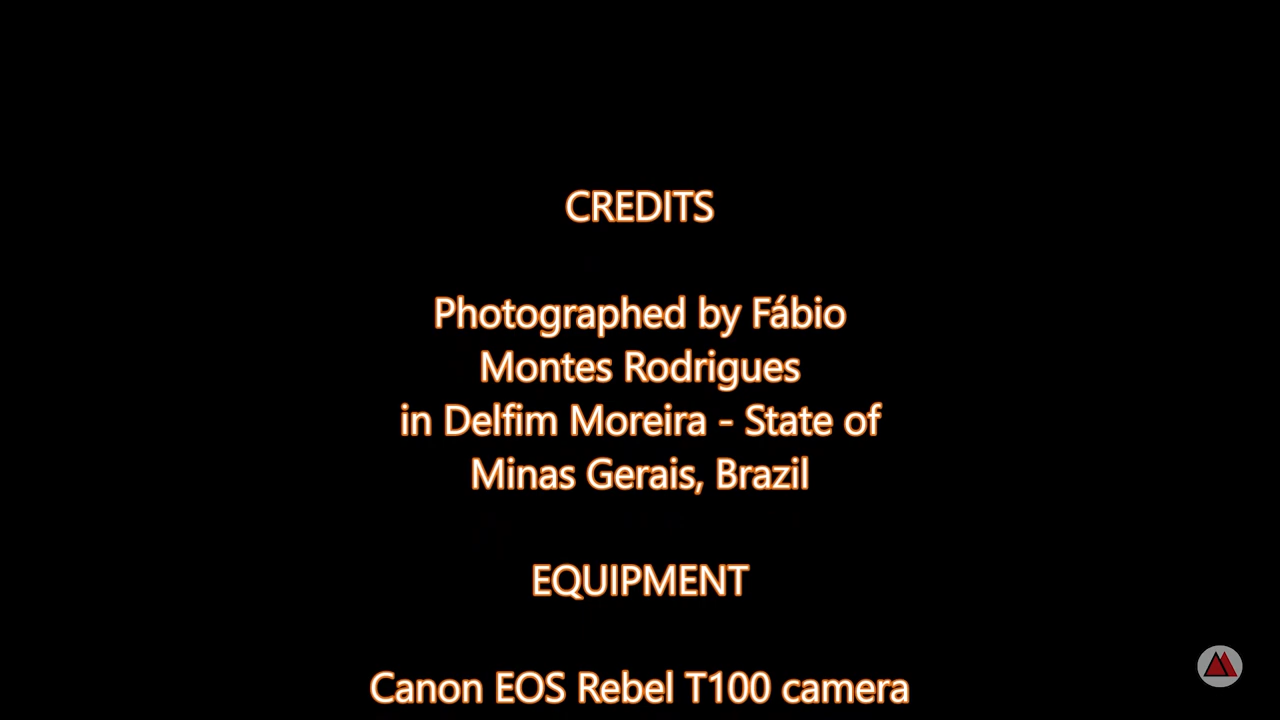 CREDITS
Photographed by Fábio
Montes Rodrigues
in Delfim Moreira - State of
Minas Gerais, Brazil
EQUIPMENT
Canon EOS Rebel T100 camera